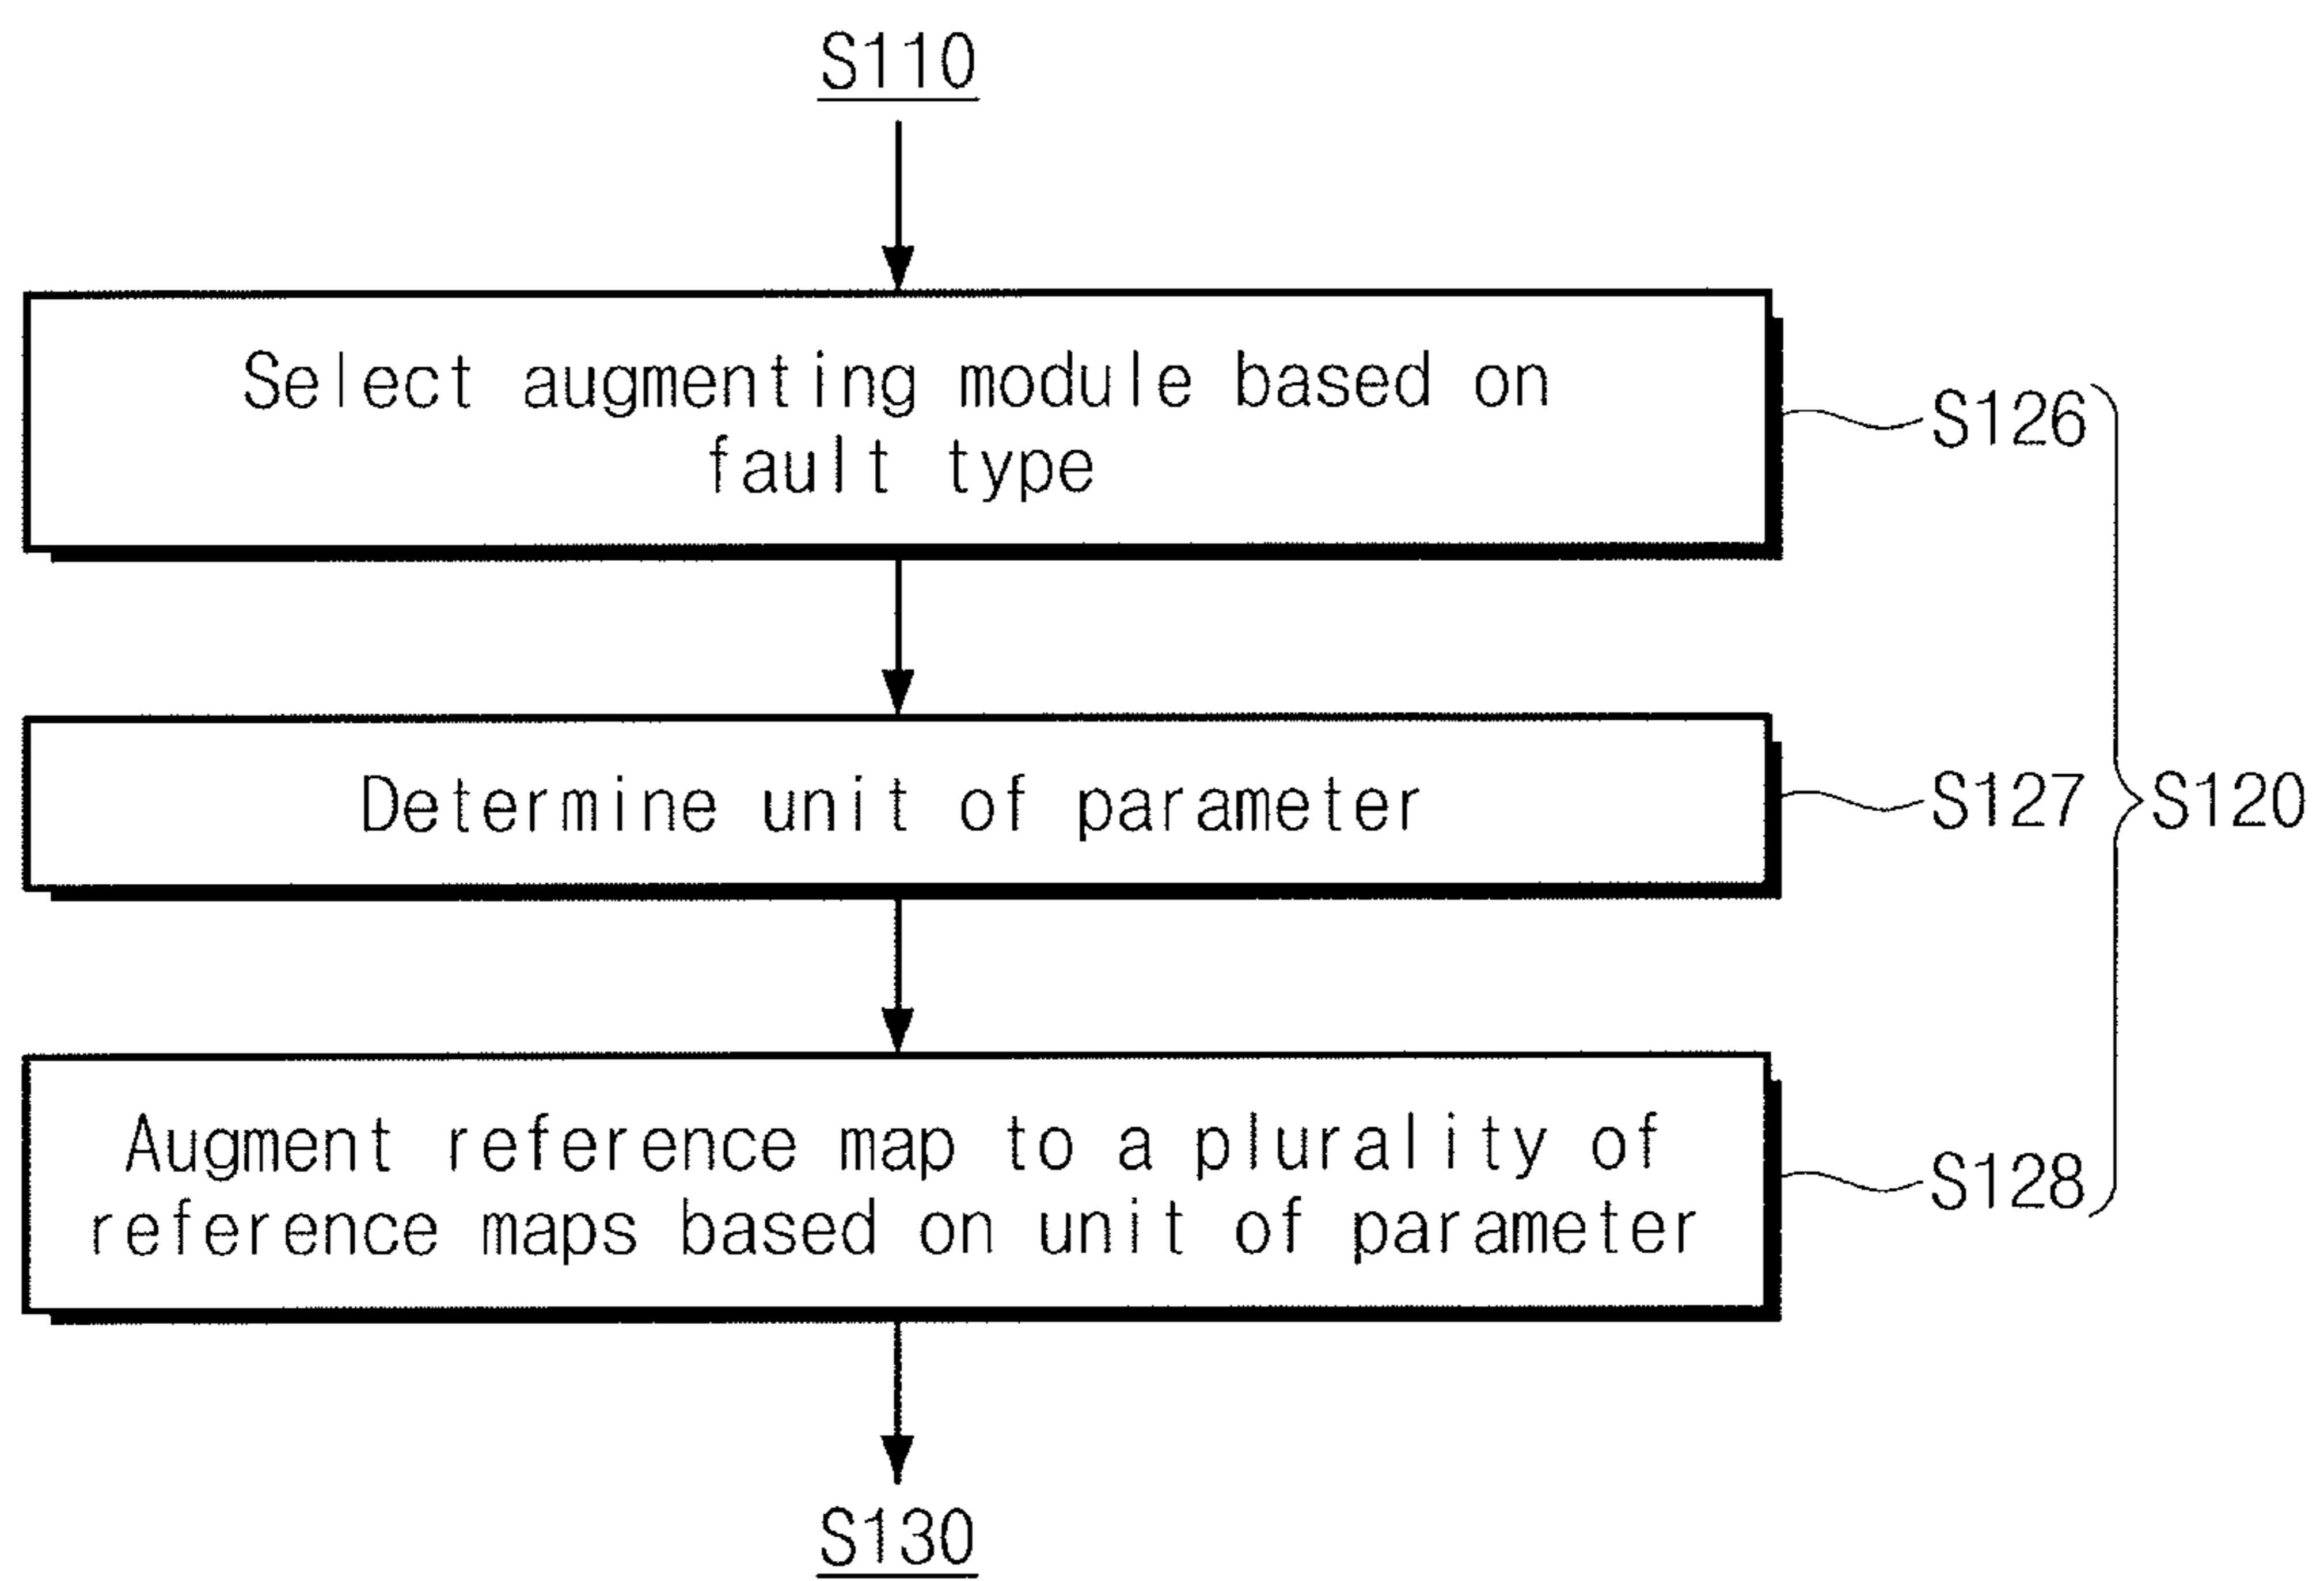 S110
Select augmenting module based on
fault type
S126
Determine unit of parameter
S127
S120
Augment reference map to a plurality of
reference maps based on unit of parameter
S128
S130